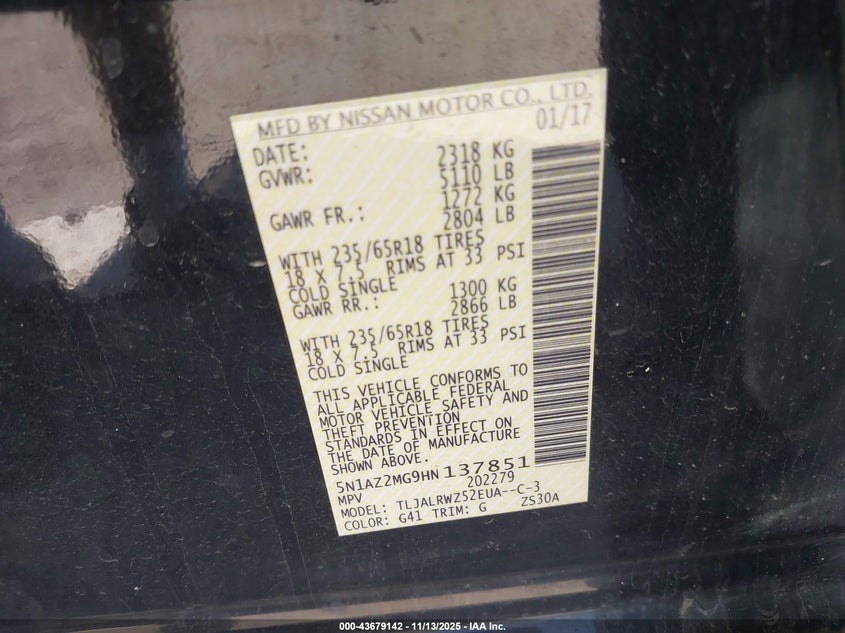 MFD BY NISSAN MOTOR CO., LTD.
DATE: 01/17
GVWR: 2318 KG
5110 LB
GAWR FR.: 1272 KG
2804 LB
WITH 235/65R18 TIRES
18 X 7.5 RIMS AT 33 PSI
COLD SINGLE
GAWR RR.: 1300 KG
2866 LB
WITH 235/65R18 TIRES
18 X 7.5 RIMS AT 33 PSI
COLD SINGLE
THIS VEHICLE CONFORMS TO
ALL APPLICABLE FEDERAL
MOTOR VEHICLE SAFETY AND
THEFT PREVENTION
STANDARDS IN EFFECT ON
THE DATE OF MANUFACTURE
SHOWN ABOVE.
5N1AZ2MG9HN137851
MPV 202279
MODEL: TLJALRWZ52EUA--C-3
COLOR: G41 TRIM: G ZS30A
000-43679142 - 11/13/2025 - IAA Inc.